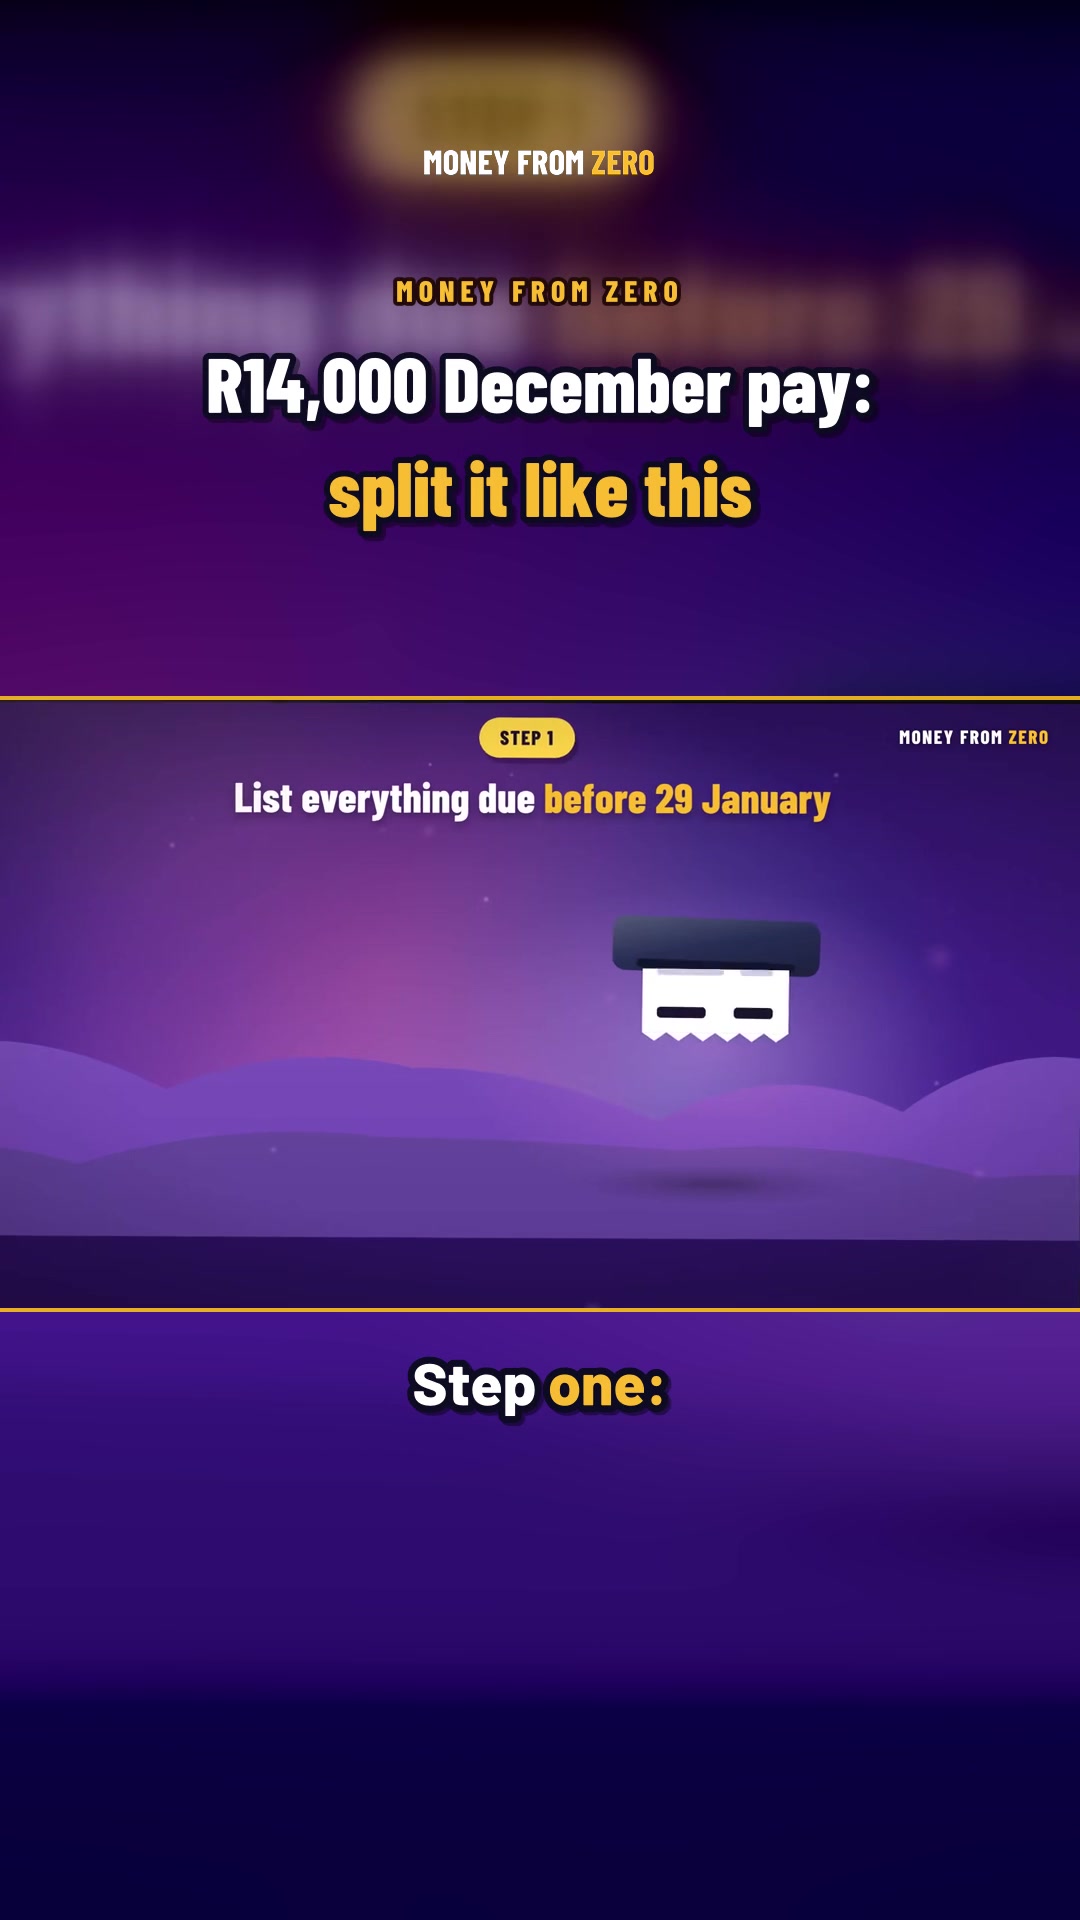 MONEY FROM ZERO
MONEY FROM ZERO
R14,000 December pay:
split it like this
STEP 1
MONEY FROM ZERO
List everything due before 29 January
Step one: